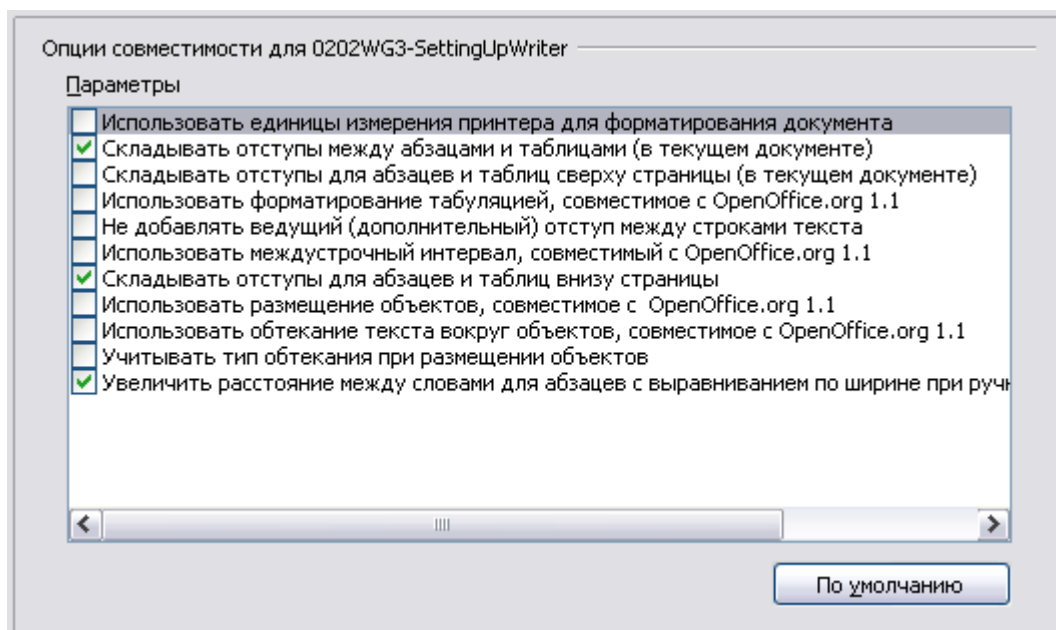 Опции совместимости для 0202WG3-SettingUpWriter
Параметры
Использовать единицы измерения принтера для форматирования документа
Складывать отступы между абзацами и таблицами (в текущем документе)
Складывать отступы для абзацев и таблиц сверху страницы (в текущем документе)
Использовать форматирование табуляцией, совместимое с OpenOffice.org 1.1
Не добавлять ведущий (дополнительный) отступ между строками текста
Использовать междустрочный интервал, совместимый с OpenOffice.org 1.1
Складывать отступы для абзацев и таблиц внизу страницы
Использовать размещение объектов, совместимое с OpenOffice.org 1.1
Использовать обтекание текста вокруг объектов, совместимое с OpenOffice.org 1.1
Учитывать тип обтекания при размещении объектов
Увеличить расстояние между словами для абзацев с выравниванием по ширине при
По умолчанию